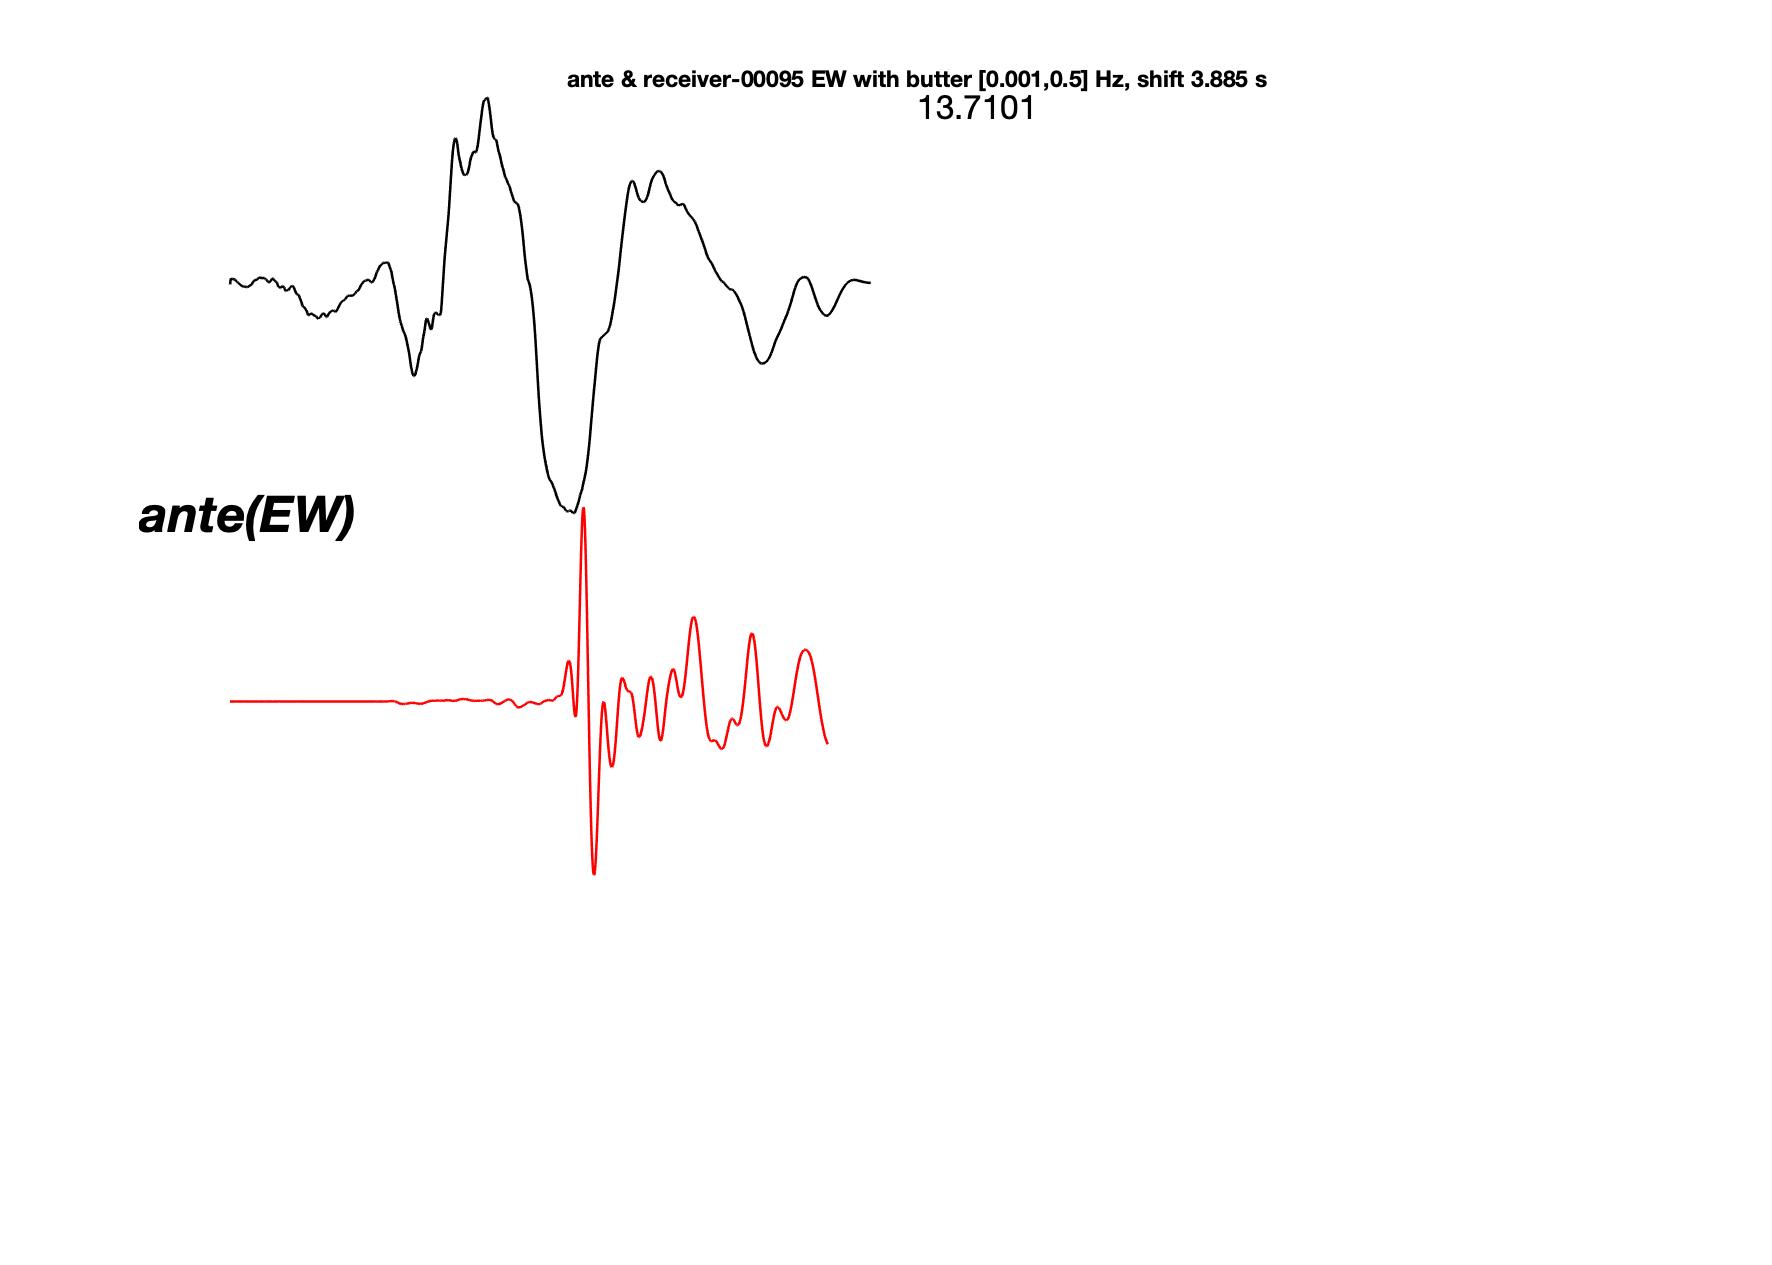 ante & receiver-00095 EW with butter [0.001,0.5] Hz, shift 3.885 s
13.7101
ante(EW)